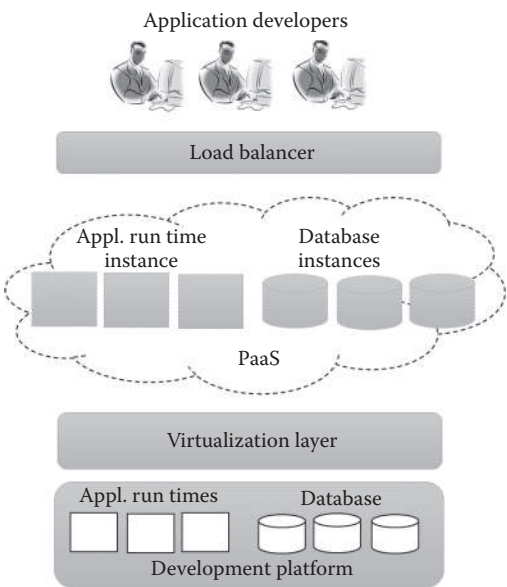 Application developers
Load balancer
Appl. run time
instance
Database
instances
PaaS
Virtualization layer
Appl. run times
Database
Development platform